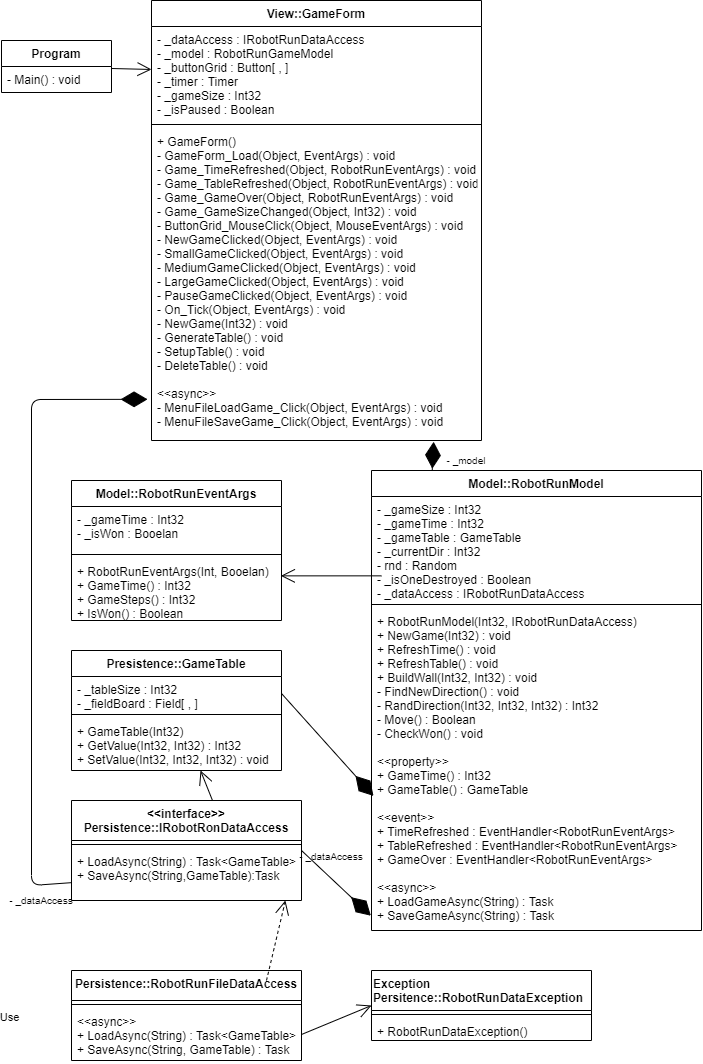 View::GameForm
- _dataAccess : IRobotRunDataAccess
- _model : RobotRunGameModel
- _buttonGrid : Button[ , ]
- _timer : Timer
- _gameSize : Int32
- _isPaused : Boolean
+ GameForm()
- GameForm_Load(Object, EventArgs) : void
- Game_TimeRefreshed(Object, RobotRunEventArgs) : void
- Game_TableRefreshed(Object, RobotRunEventArgs) : void
- Game_GameOver(Object, RobotRunEventArgs) : void
- Game_GameSizeChanged(Object, Int32) : void
- ButtonGrid_MouseClick(Object, MouseEventArgs) : void
- NewGameClicked(Object, EventArgs) : void
- SmallGameClicked(Object, EventArgs) : void
- MediumGameClicked(Object, EventArgs) : void
- LargeGameClicked(Object, EventArgs) : void
- PauseGameClicked(Object, EventArgs) : void
- On_Tick(Object, EventArgs) : void
- NewGame(Int32) : void
- GenerateTable() : void
- SetupTable() : void
- DeleteTable() : void
<<async>>
- MenuFileLoadGame_Click(Object, EventArgs) : void
- MenuFileSaveGame_Click(Object, EventArgs) : void
Program
- Main() : void
- _model
Model::RobotRunEventArgs
- _gameTime : Int32
- _isWon : Booelan
+ RobotRunEventArgs(Int, Booelan)
+ GameTime() : Int32
+ GameSteps() : Int32
+ IsWon() : Boolean
Model::RobotRunModel
- _gameSize : Int32
- _gameTime : Int32
- _gameTable : GameTable
- _currentDir : Int32
- rnd : Random
- _isOneDestroyed : Boolean
- _dataAccess : IRobotRunDataAccess
+ RobotRunModel(Int32, IRobotRunDataAccess)
+ NewGame(Int32) : void
+ RefreshTime() : void
+ RefreshTable() : void
+ BuildWall(Int32, Int32) : void
- FindNewDirection() : void
- RandDirection(Int32, Int32, Int32) : Int32
- Move() : Boolean
- CheckWon() : void
<<property>>
+ GameTime() : Int32
+ GameTable() : GameTable
<<event>>
+ TimeRefreshed : EventHandler<RobotRunEventArgs>
+ TableRefreshed : EventHandler<RobotRunEventArgs>
+ GameOver : EventHandler<RobotRunEventArgs>
<<async>>
+ LoadGameAsync(String) : Task
+ SaveGameAsync(String) : Task
Presistence::GameTable
- _tableSize : Int32
- _fieldBoard : Field[ , ]
+ GameTable(Int32)
+ GetValue(Int32, Int32) : Int32
+ SetValue(Int32, Int32, Int32) : void
<<interface>>
Persistence::IRobotRonDataAccess
+ LoadAsync(String) : Task<GameTable>
+ SaveAsync(String,GameTable):Task
- _dataAccess
- _dataAccess
Persistence::RobotRunFileDataAccess
<<async>>
+ LoadAsync(String) : Task<GameTable>
+ SaveAsync(String, GameTable) : Task
Exception
Persitence::RobotRunDataException
+ RobotRunDataException()
Use